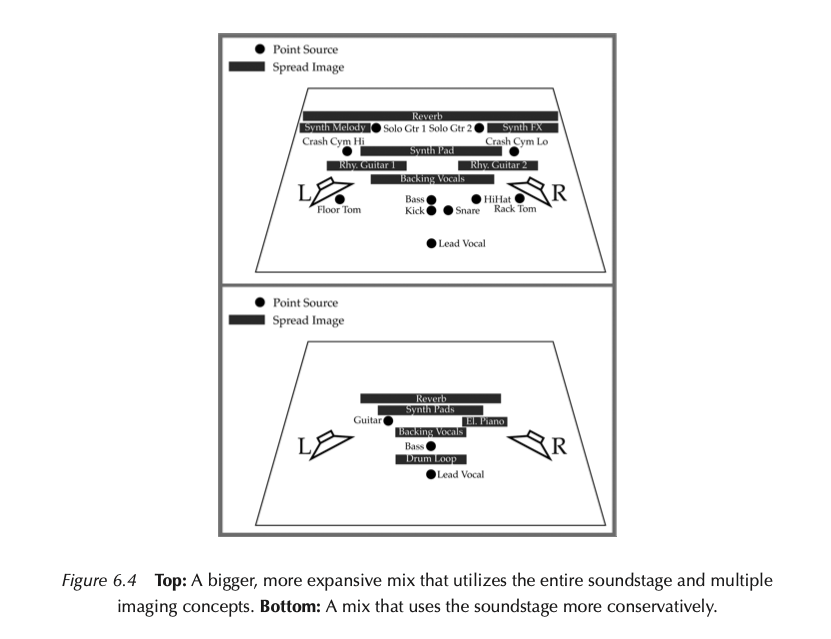 Point Source
Spread Image
Reverb
Synth Melody Solo Gtr 1 Solo Gtr 2 Synth FX
Crash Cym Hi Crash Cym Lo
Synth Pad
Rhy. Guitar 1 Rhy. Guitar 2
Backing Vocals
L R
Bass HiHat
Floor Tom Kick Snare Rack Tom
Lead Vocal
Point Source
Spread Image
Reverb
Synth Pads
Guitar El. Piano
Backing Vocals
L Bass R
Drum Loop
Lead Vocal
Figure 6.4 Top: A bigger, more expansive mix that utilizes the entire soundstage and multiple
imaging concepts. Bottom: A mix that uses the soundstage more conservatively.